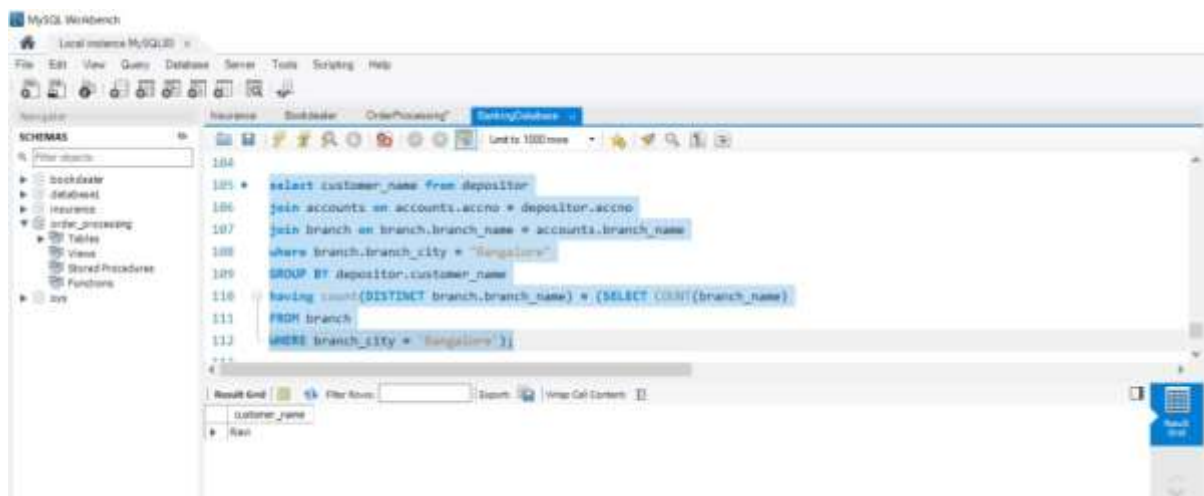 MySQL Workbench
Local instance MySQL80
File Edit View Query Database Server Tools Scripting Help
Navigator
Insurance Bookdealer OrderProcessing* BankingDatabase
SCHEMAS
Filter objects
bookdealer
insurance
order_processing
Tables
Views
Stored Procedures
Functions
sys
Limit to 1000 rows
104
105 select customer_name from depositor
106 join accounts on accounts.accno = depositor.accno
107 join branch on branch.branch_name = accounts.branch_name
108 where branch.branch_city = "Bangalore"
109 GROUP BY depositor.customer_name
110 having count(DISTINCT branch.branch_name) = (SELECT COUNT(branch_name)
111 FROM branch
112 WHERE branch_city = 'Bangalore');
Result Grid Filter Rows: Export: Wrap Cell Content:
customer_name
Ravi
Result Grid